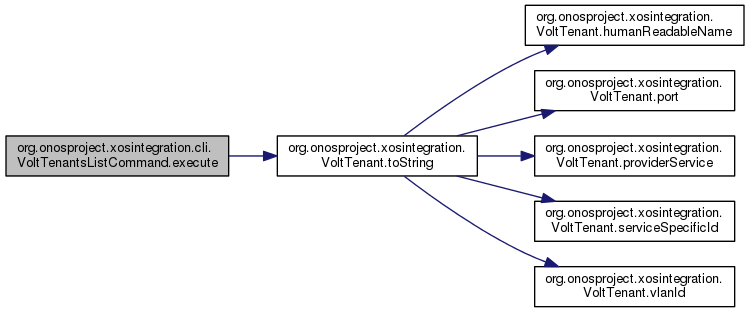 org.onosproject.xosintegration.cli.
VoltTenantsListCommand.execute
org.onosproject.xosintegration.
VoltTenant.toString
org.onosproject.xosintegration.
VoltTenant.humanReadableName
org.onosproject.xosintegration.
VoltTenant.port
org.onosproject.xosintegration.
VoltTenant.providerService
org.onosproject.xosintegration.
VoltTenant.serviceSpecificId
org.onosproject.xosintegration.
VoltTenant.vlanId